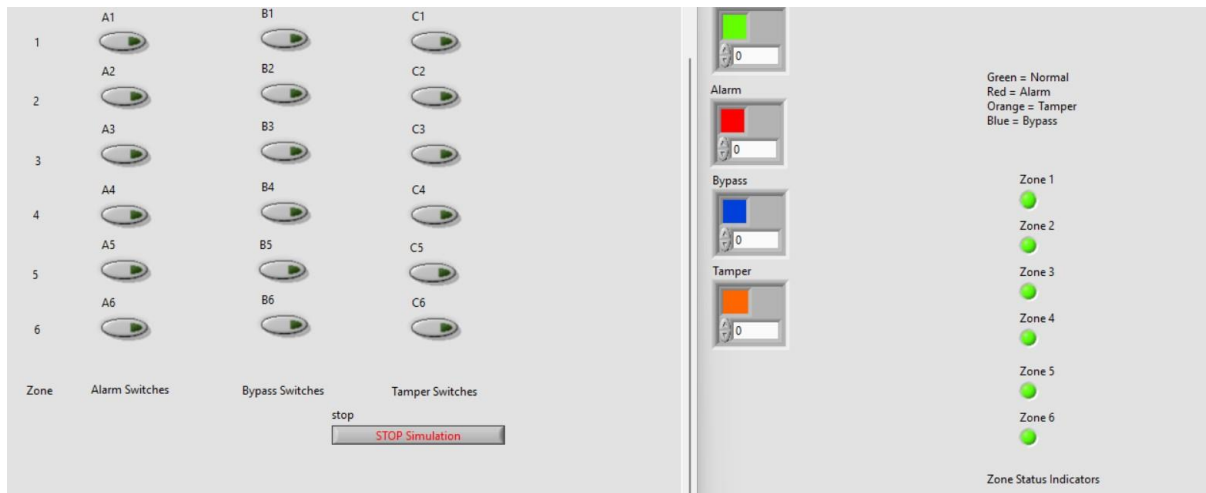 A1 B1 C1
1
A2 B2 C2
2
A3 B3 C3
3
A4 B4 C4
4
A5 B5 C5
5
A6 B6 C6
6
Zone Alarm Switches Bypass Switches Tamper Switches
stop
STOP Simulation
0
Alarm
0
Bypass
0
Tamper
0
Green = Normal
Red = Alarm
Orange = Tamper
Blue = Bypass
Zone 1
Zone 2
Zone 3
Zone 4
Zone 5
Zone 6
Zone Status Indicators